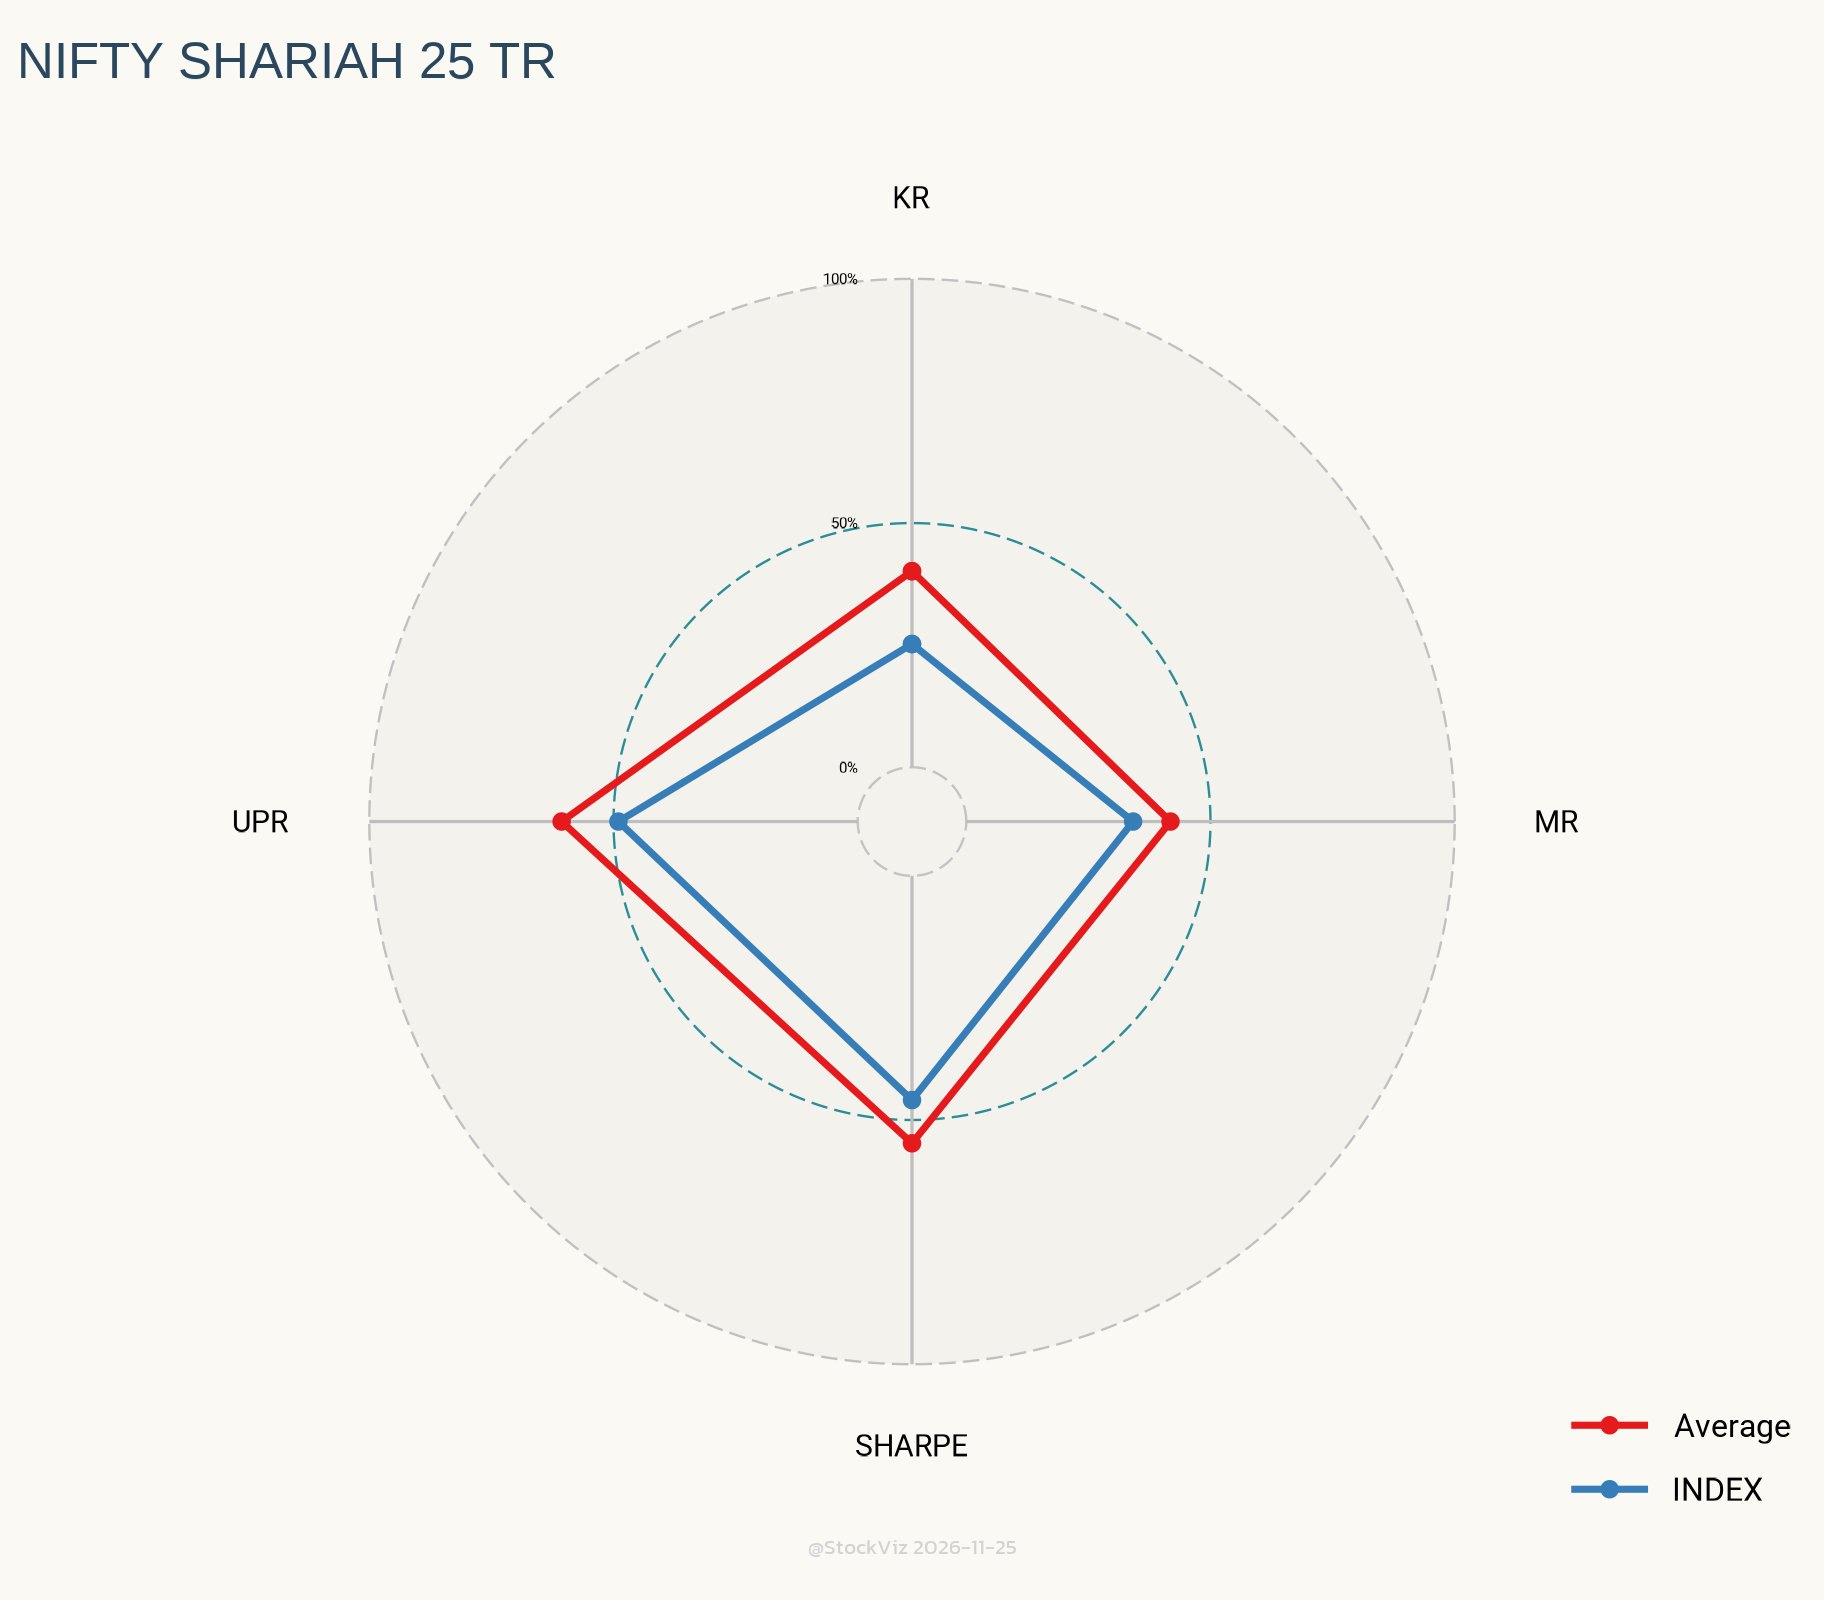 NIFTY SHARIAH 25 TR
KR
100%
50%
0%
UPR
MR
SHARPE
Average
INDEX
@StockViz 2026-11-25